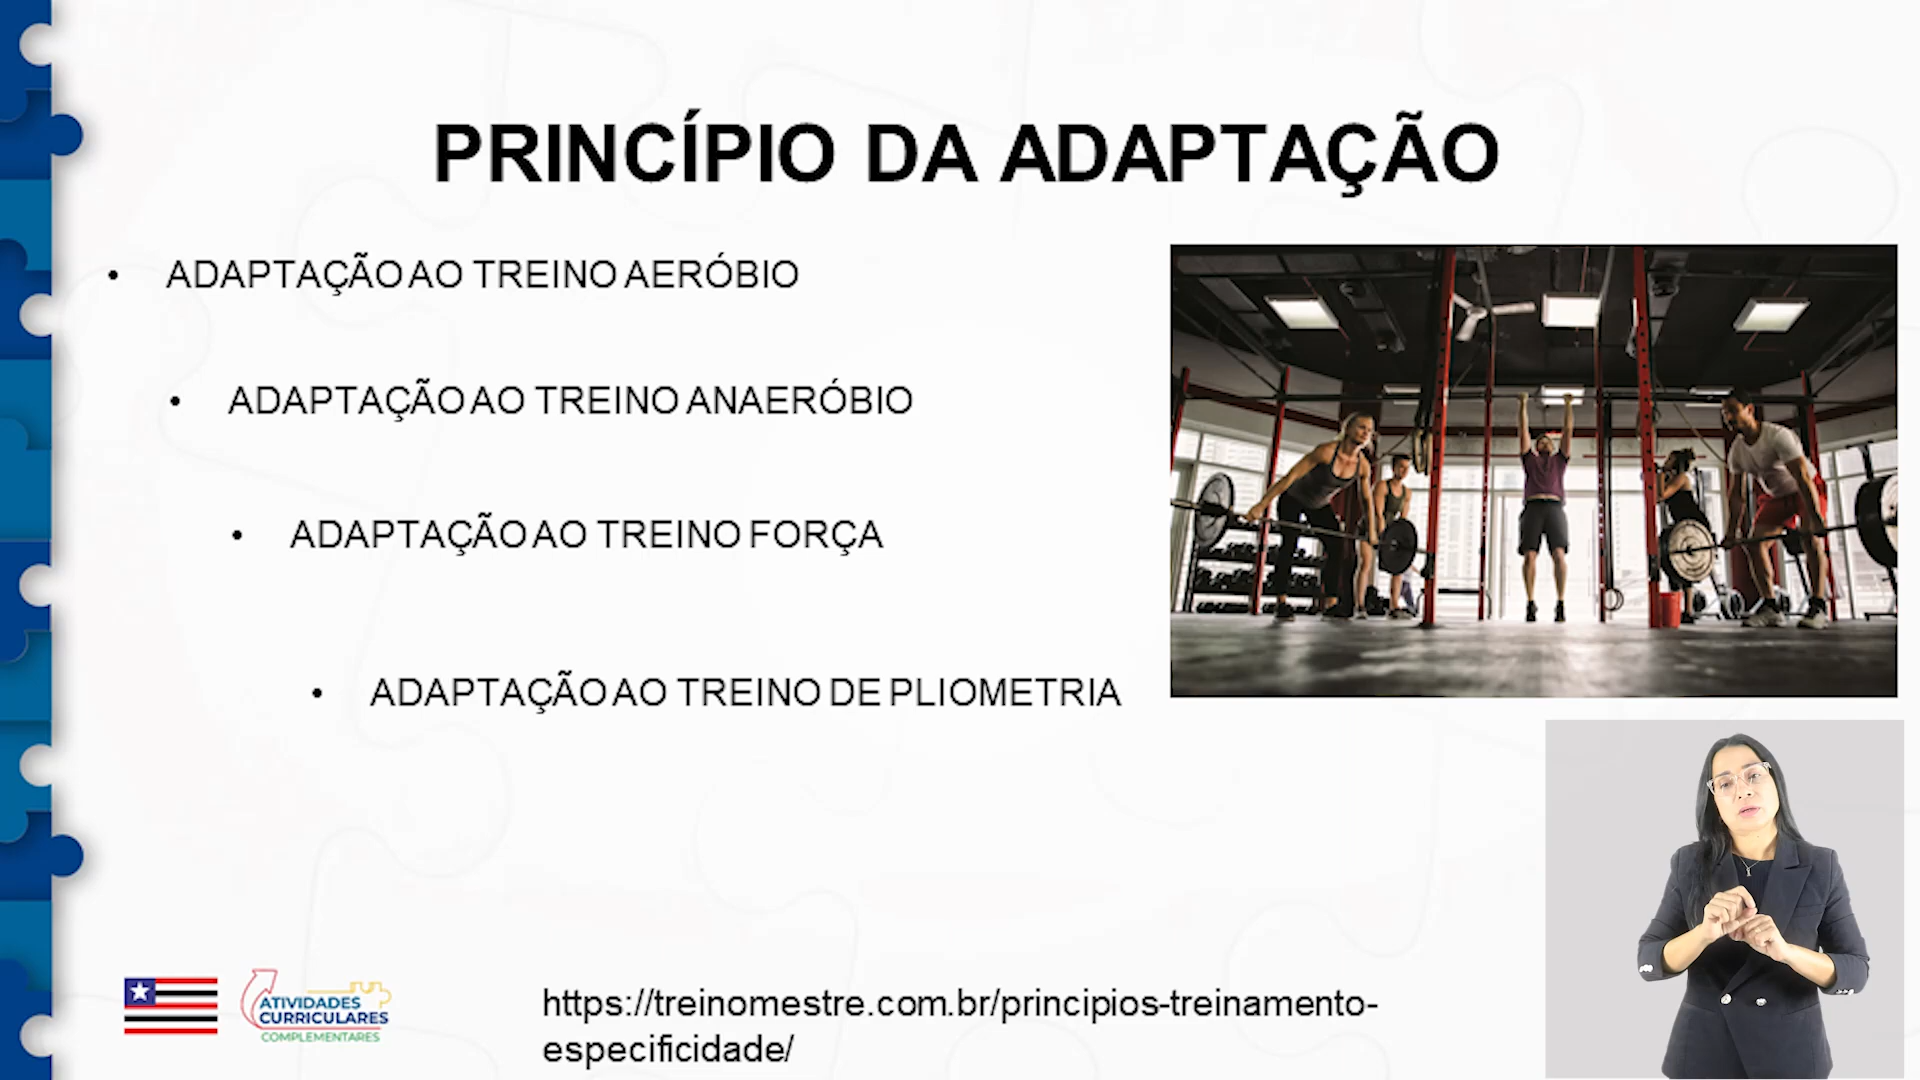 PRINCÍPIO DA ADAPTAÇÃO
• ADAPTAÇÃO AO TREINO AERÓBIO
• ADAPTAÇÃO AO TREINO ANAERÓBIO
• ADAPTAÇÃO AO TREINO FORÇA
• ADAPTAÇÃO AO TREINO DE PLIOMETRIA
ATIVIDADES
CURRICULARES
COMPLEMENTARES
https://treinomestre.com.br/principios-treinamento-
especificidade/